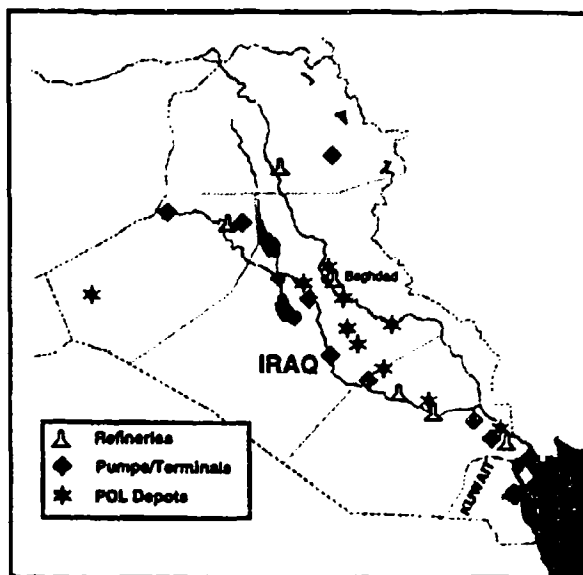 Baghdad
IRAQ
Refineries
Pumps/Terminals
POL Depots
KUWAIT